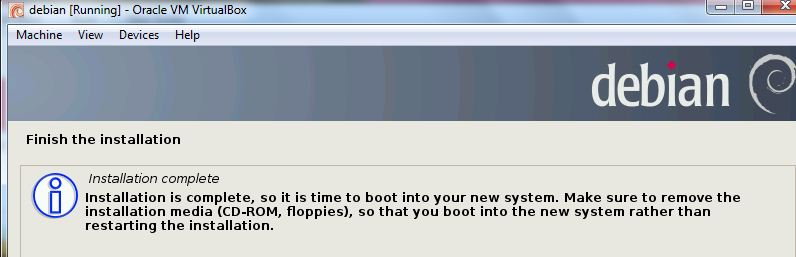 debian [Running] - Oracle VM VirtualBox
Machine View Devices Help
debian
Finish the installation
Installation complete
Installation is complete, so it is time to boot into your new system. Make sure to remove the
installation media (CD-ROM, floppies), so that you boot into the new system rather than
restarting the installation.